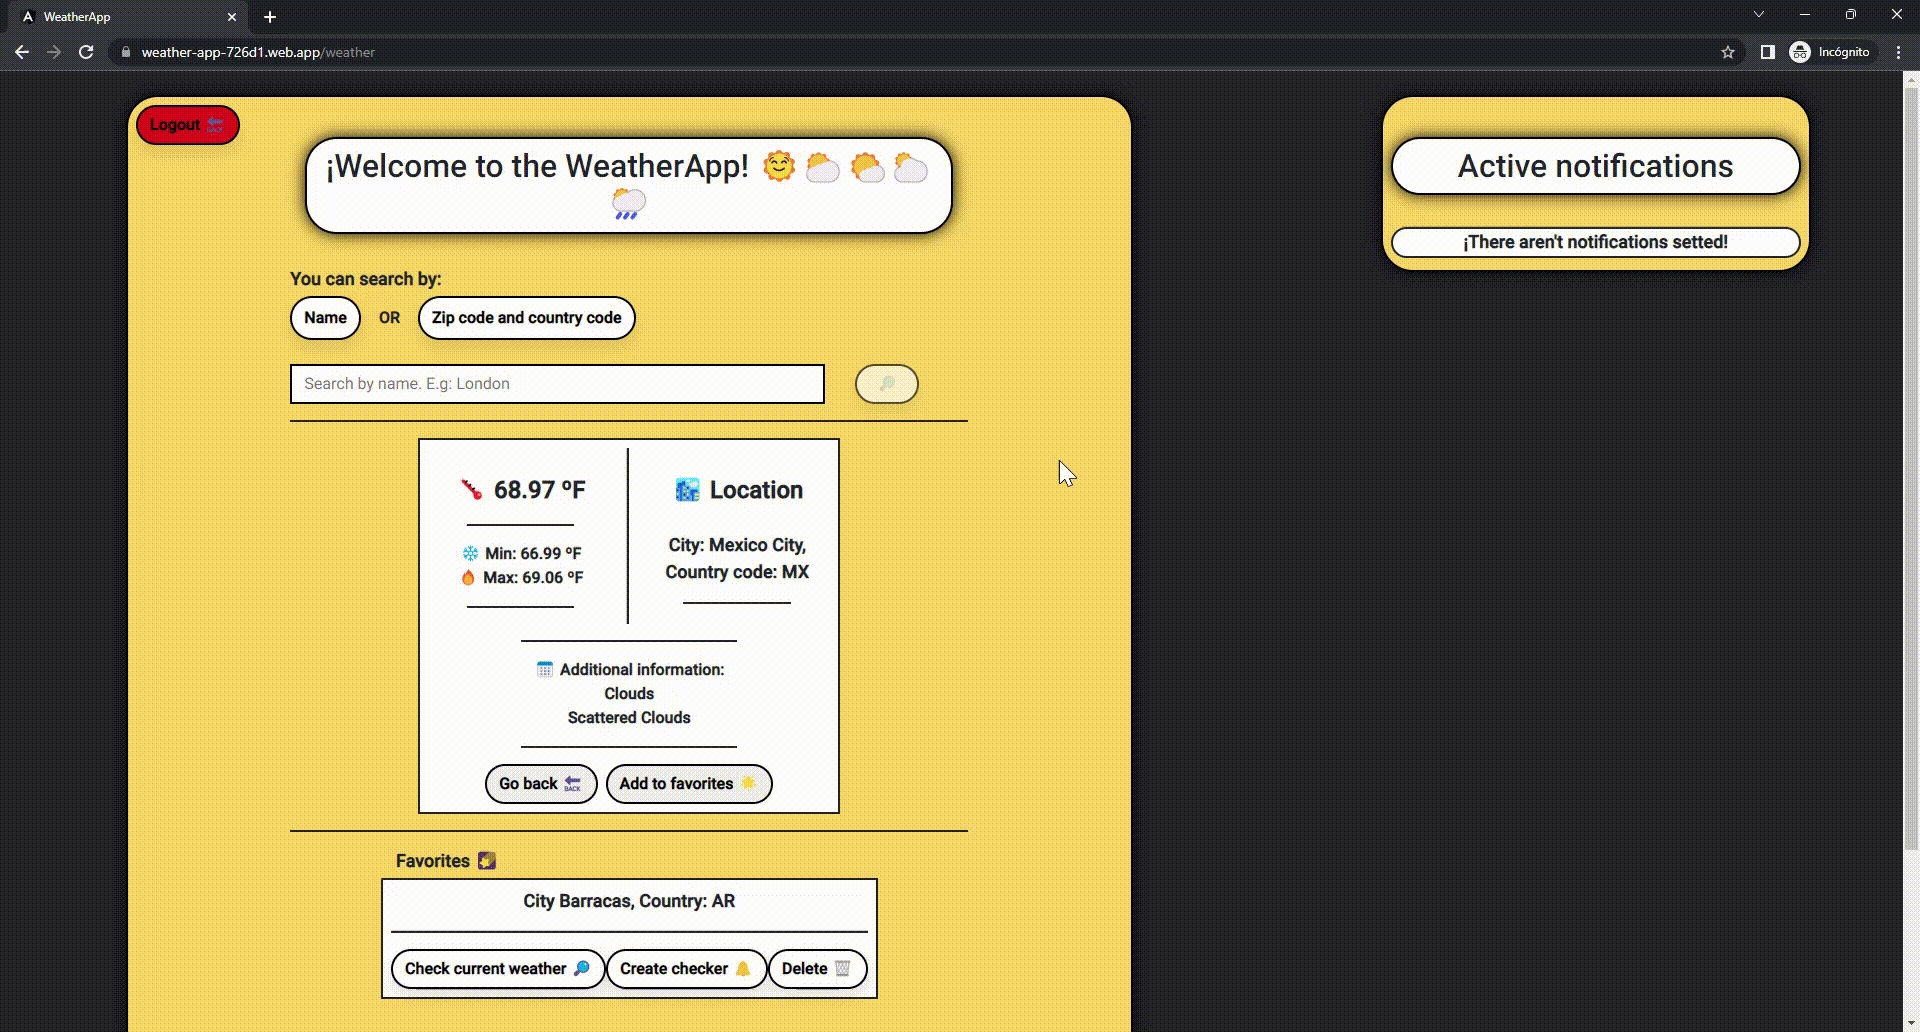 WeatherApp
weather-app-726d1.web.app/weather
Incógnito
Logout BACK
¡Welcome to the WeatherApp!
Active notifications
¡There aren't notifications setted!
You can search by:
Name OR Zip code and country code
Search by name. E.g: London
68.97 ºF
Min: 66.99 ºF
Max: 69.06 ºF
Location
City: Mexico City,
Country code: MX
Additional information:
Clouds
Scattered Clouds
Go back BACK Add to favorites
Favorites
City Barracas, Country: AR
Check current weather Create checker Delete